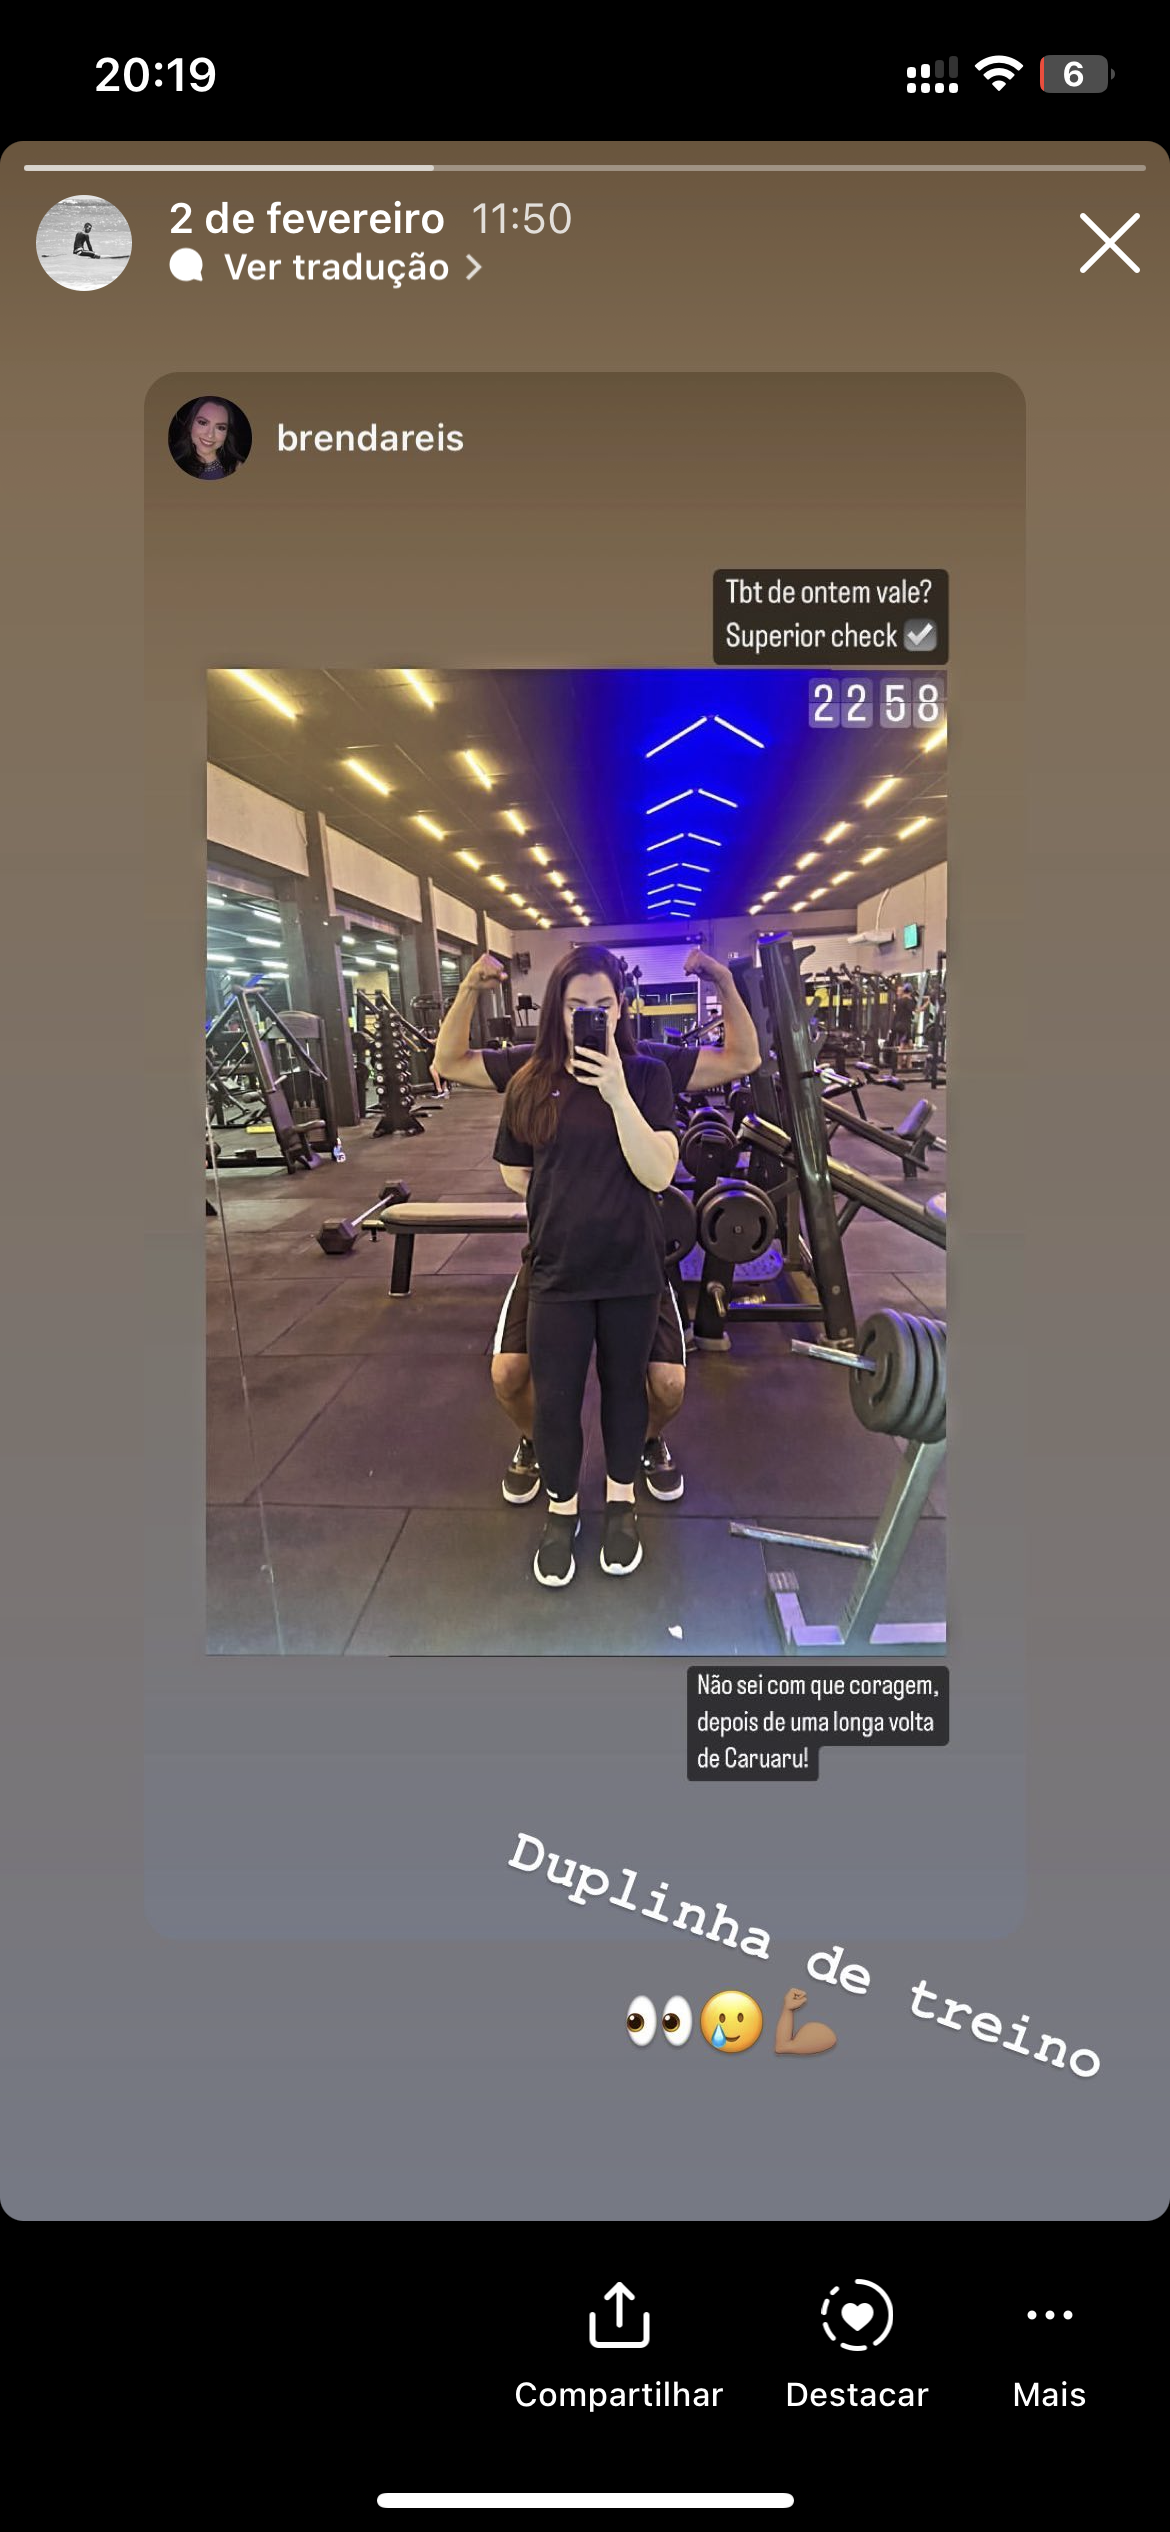 20:19
6
2 de fevereiro 11:50
Ver tradução
brendareis
Tbt de ontem vale?
Superior check ✔️
22 58
Não sei com que coragem,
depois de uma longa volta
de Caruaru!
Duplinha de treino
👀🥲💪🏽
Compartilhar
Destacar
Mais